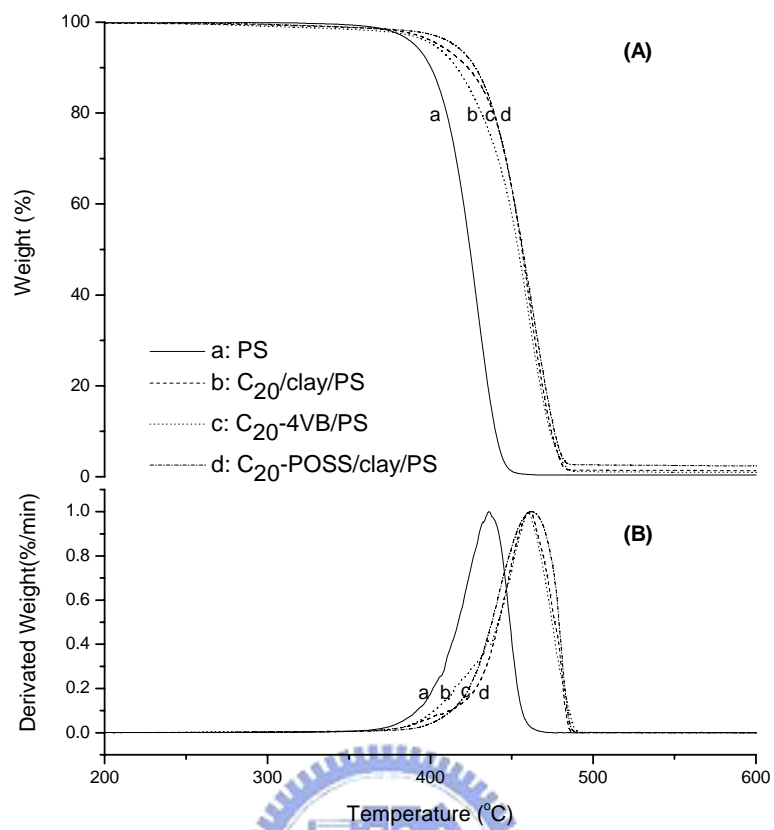 100
80
60
40
20
0
Weight (%)
(A)
a b c d
a: PS
b: C20/clay/PS
c: C20-4VB/PS
d: C20-POSS/clay/PS
1.0
0.8
0.6
0.4
0.2
0.0
Derivated Weight(%/min)
(B)
a b c d
200 300 400 500 600
Temperature (°C)